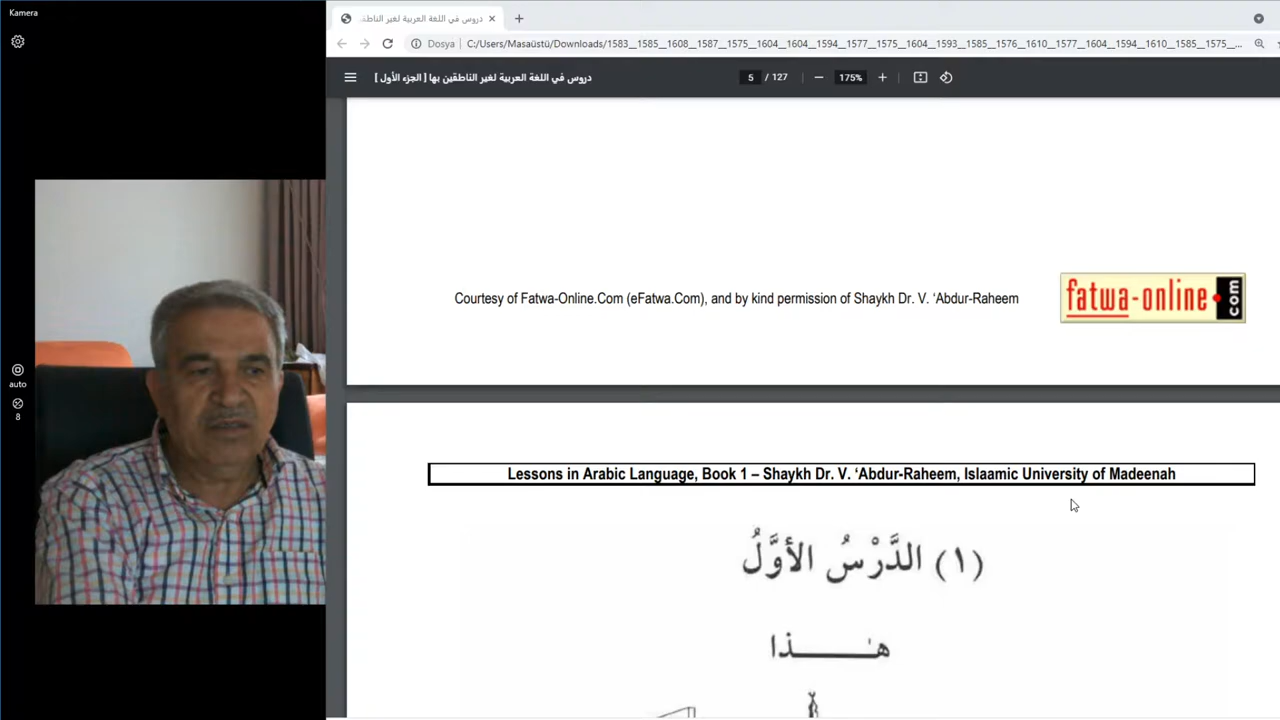 Kamera
auto
8
دروس في اللغة العربية لغير الناطقـ
Dosya
C:/Users/Masaüstü/Downloads/1583__1585__1608__1587__1575__1604__1604__1594__1577__1575__1604__1593__1585__1576__1610__1577__1604__1594__1610__1585__1575__...
دروس في اللغة العربية لغير الناطقين بها [ الجزء الأول ]
5 / 127
175%
Courtesy of Fatwa-Online.Com (eFatwa.Com), and by kind permission of Shaykh Dr. V. ‘Abdur-Raheem
fatwa-online.com
Lessons in Arabic Language, Book 1 – Shaykh Dr. V. ‘Abdur-Raheem, Islaamic University of Madeenah
(١) الدَّرْسُ الأَوَّلُ
هٰـــــذا